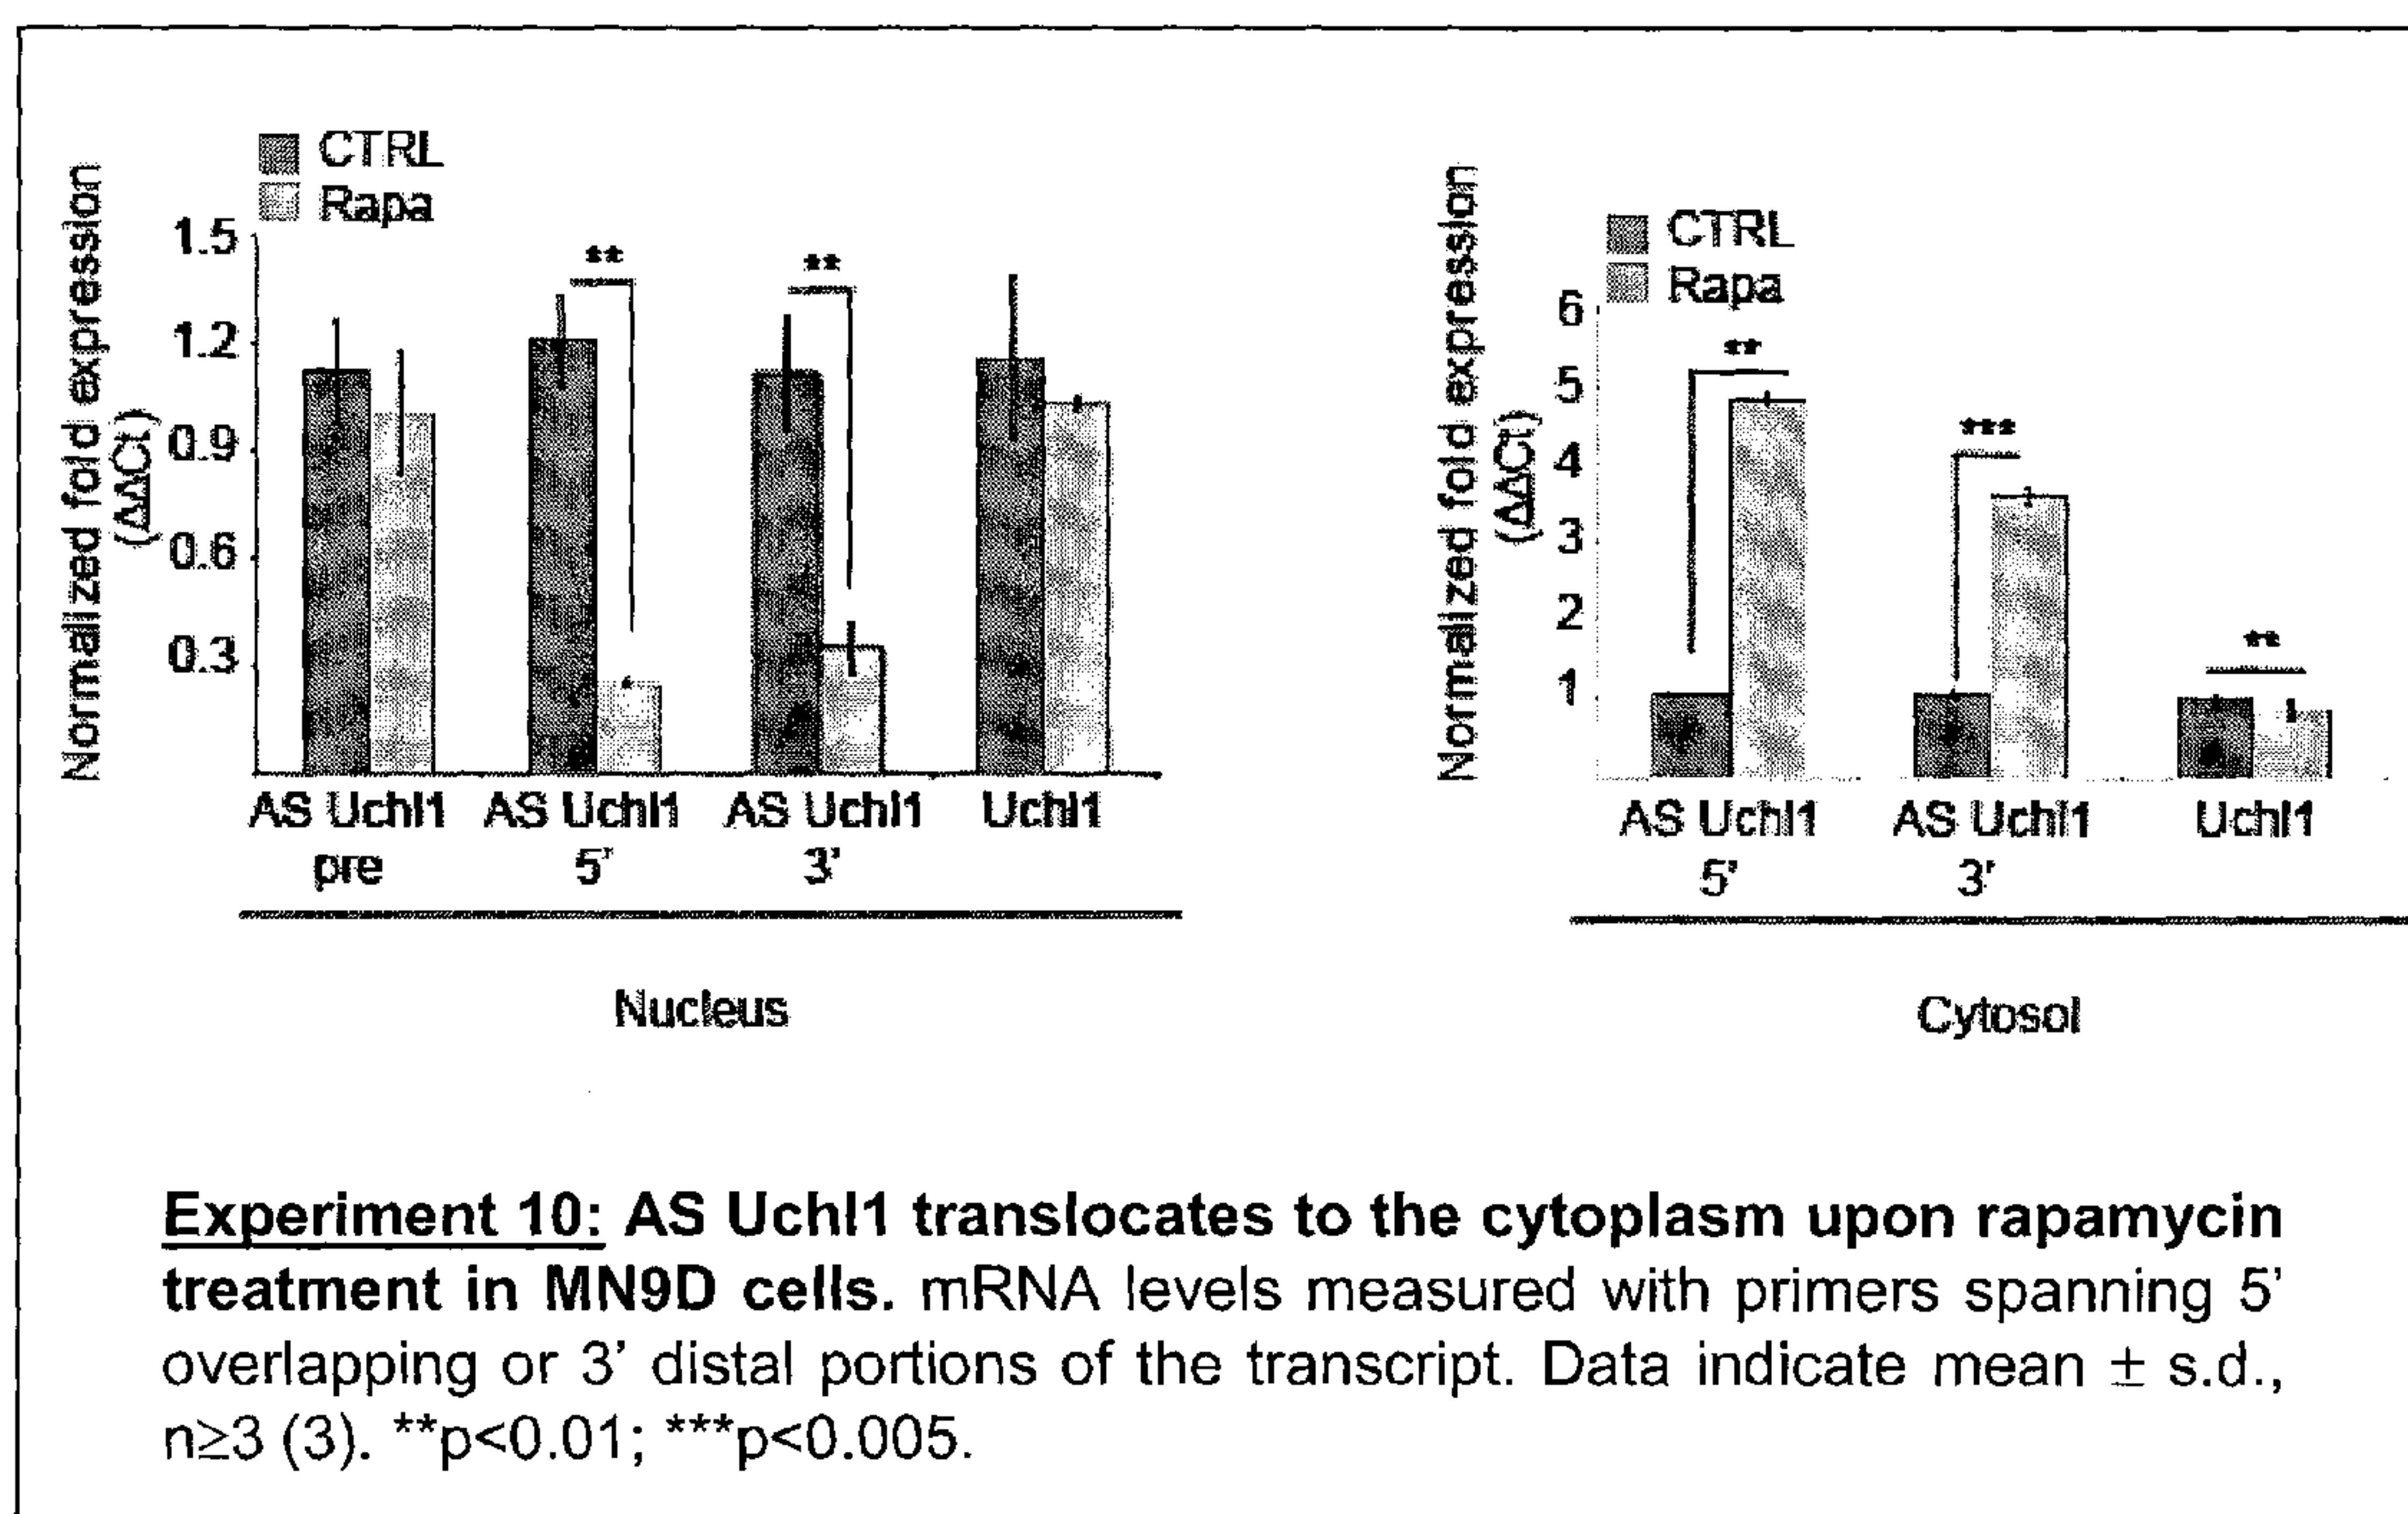 CTRL
Rapa
Normalized fold expression
(ΔΔCt)
1.5
1.2
0.9
0.6
0.3
**
**
AS Uchl1
pre
AS Uchl1
5'
AS Uchl1
3'
Uchl1
Nucleus
CTRL
Rapa
Normalized fold expression
(ΔΔCt)
6
5
4
3
2
1
**
***
**
AS Uchl1
5'
AS Uchl1
3'
Uchl1
Cytosol
Experiment 10: AS Uchl1 translocates to the cytoplasm upon rapamycin
treatment in MN9D cells. mRNA levels measured with primers spanning 5'
overlapping or 3' distal portions of the transcript. Data indicate mean ± s.d.,
n≥3 (3). **p<0.01; ***p<0.005.